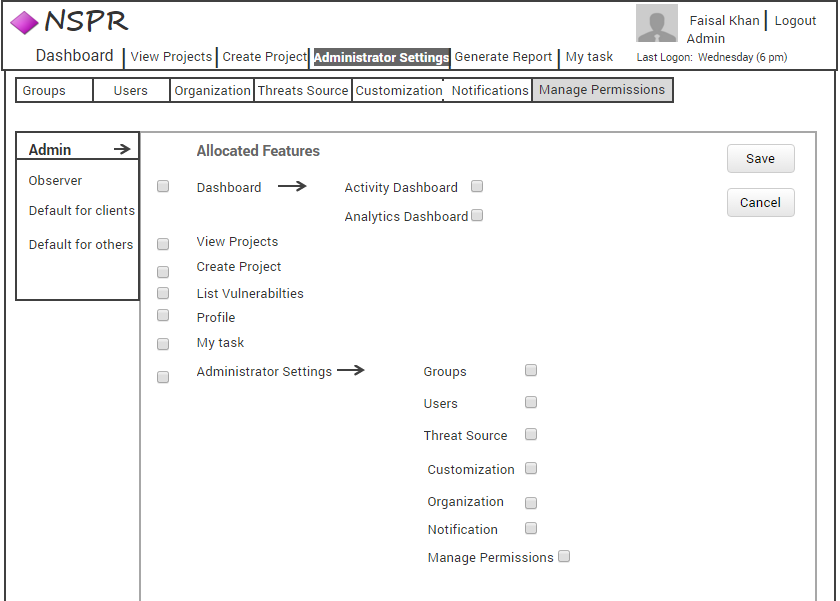 NSPR
Faisal Khan
Logout
Admin
Dashboard
View Projects
Create Project
Administrator Settings
Generate Report
My task
Last Logon: Wednesday (6 pm)
Groups
Users
Organization
Threats Source
Customization
Notifications
Manage Permissions
Admin
Observer
Default for clients
Default for others
Allocated Features
Save
Cancel
Dashboard
Activity Dashboard
Analytics Dashboard
View Projects
Create Project
List Vulnerabilties
Profile
My task
Administrator Settings
Groups
Users
Threat Source
Customization
Organization
Notification
Manage Permissions